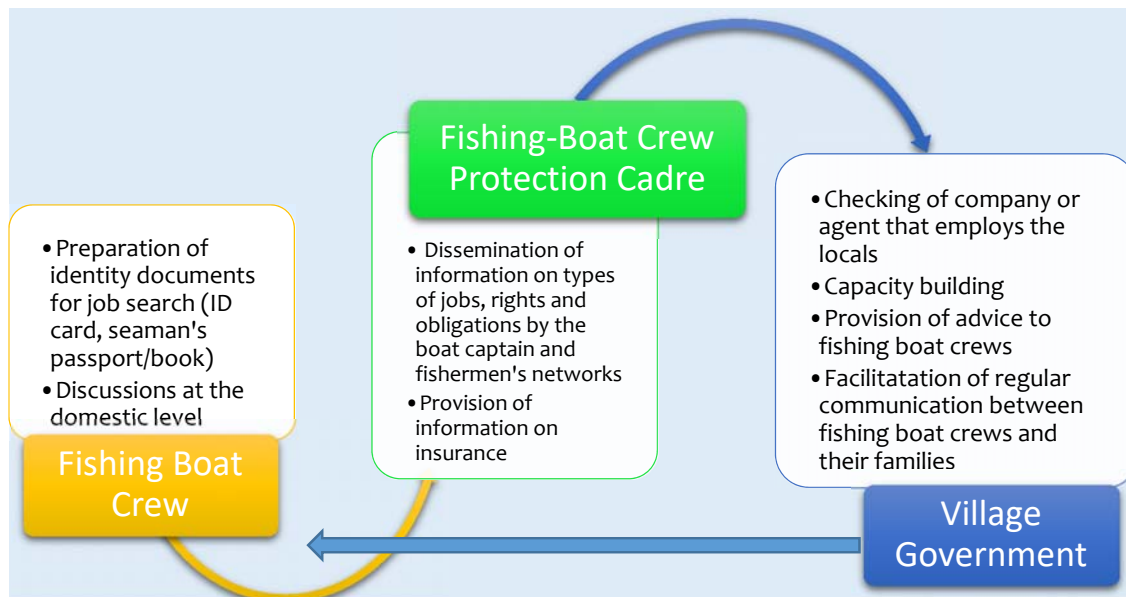 • Preparation of
identity documents
for job search (ID
card, seaman's
passport/book)
• Discussions at the
domestic level
Fishing Boat
Crew
Fishing-Boat Crew
Protection Cadre
• Dissemination of
information on types
of jobs, rights and
obligations by the
boat captain and
fishermen's networks
• Provision of
information on
insurance
• Checking of company or
agent that employs the
locals
• Capacity building
• Provision of advice to
fishing boat crews
• Facilitatation of regular
communication between
fishing boat crews and
their families
Village
Government